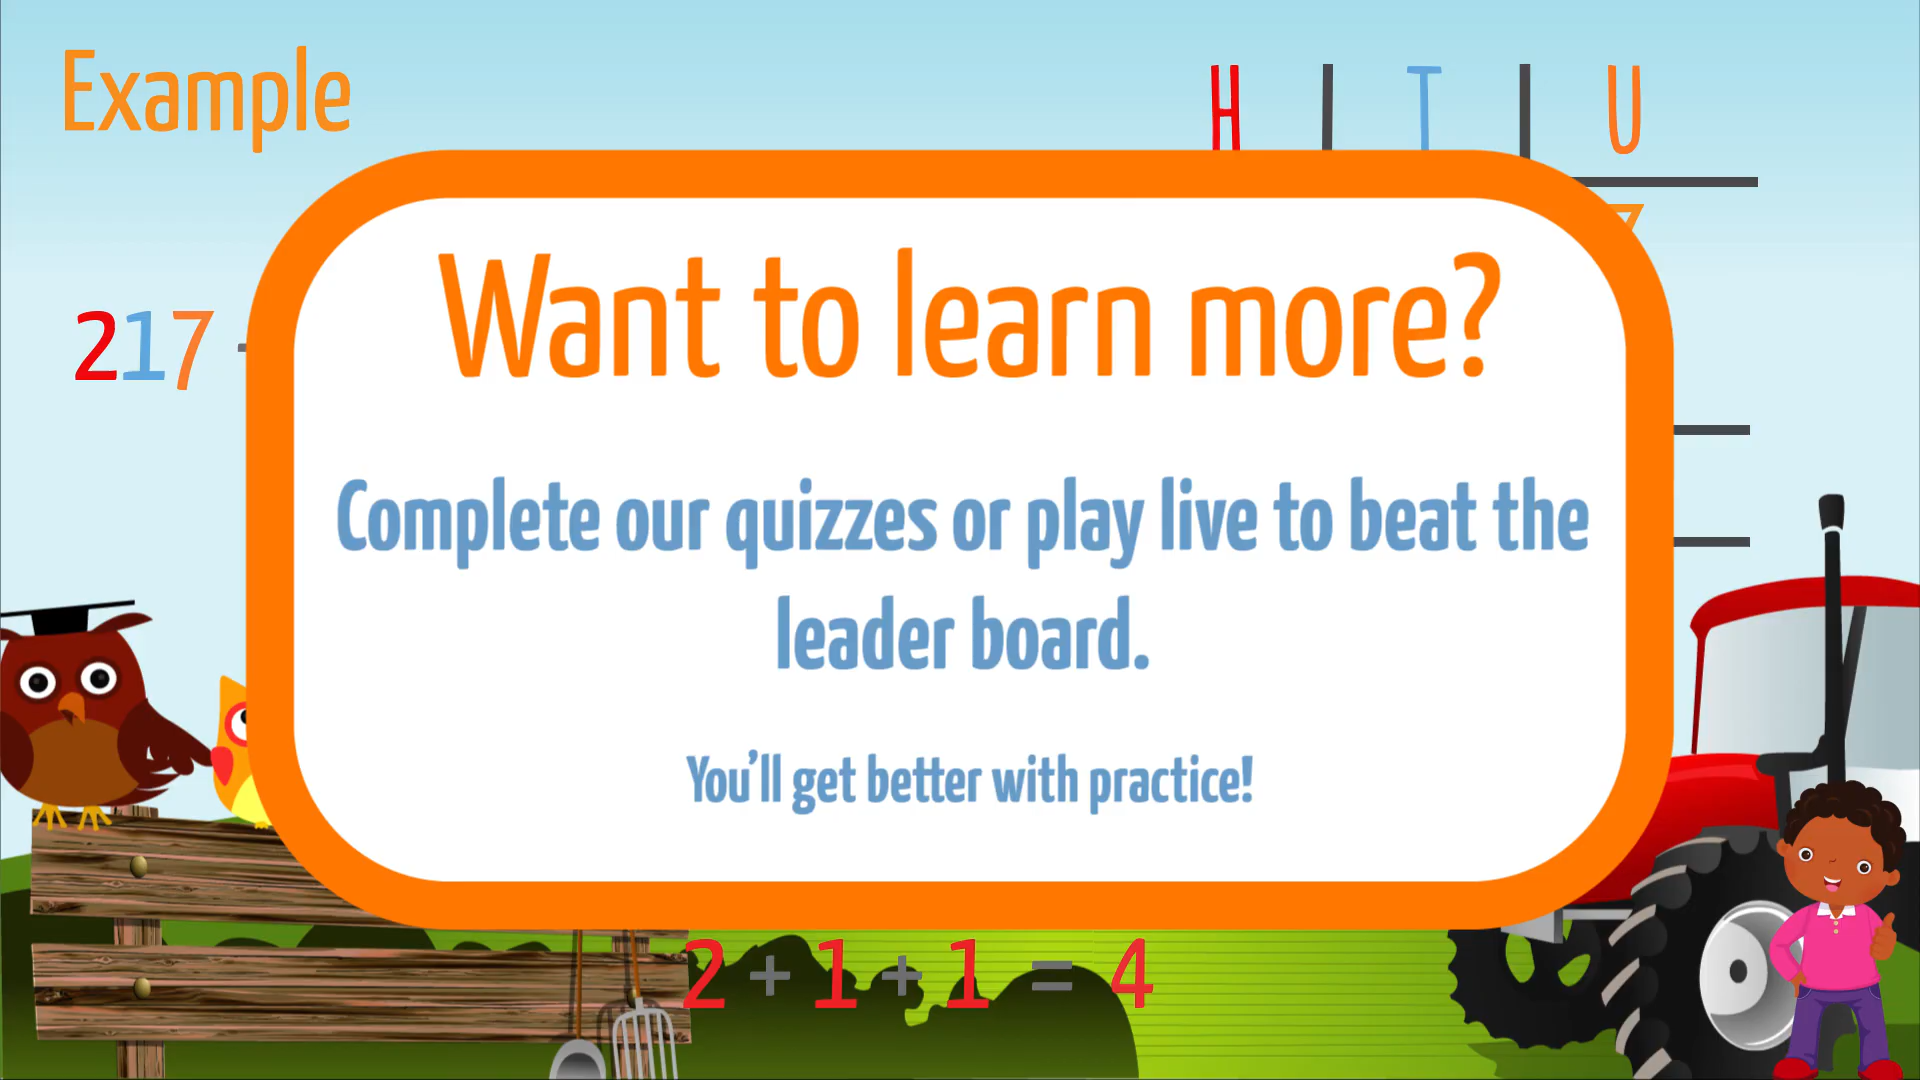 Example
H | T | U
217
Want to learn more?
Complete our quizzes or play live to beat the
leader board.
You'll get better with practice!
2 + 1 + 1 = 4